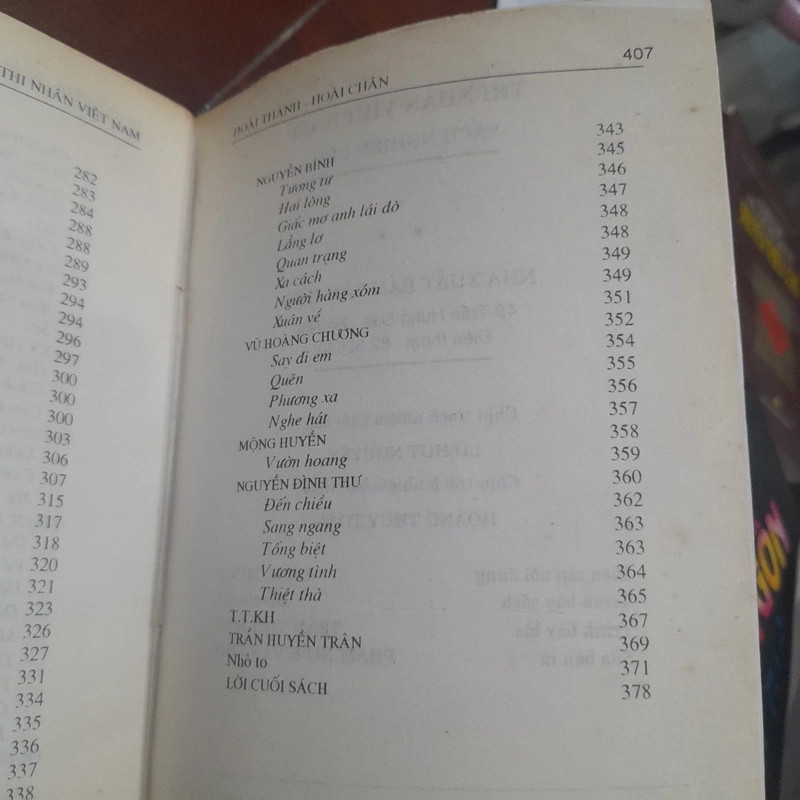 THI NHÂN VIỆT NAM
282
283
284
288
288
289
293
294
294
296
297
300
300
300
303
306
307
315
317
318
320
321
323
326
327
331
334
335
336
337
338
HOÀI THANH - HOÀI CHÂN 407
NGUYỄN BÍNH 343
Tương tư 345
Hai lòng 346
Giấc mơ anh lái đò 347
Lẳng lơ 348
Quan trạng 348
Xa cách 349
Người hàng xóm 349
Xuân về 351
VŨ HOÀNG CHƯƠNG 352
Say đi em 354
Quên 355
Phương xa 356
Nghe hát 357
MỘNG HUYỀN 358
Vườn hoang 359
NGUYỄN ĐÌNH THƯ 360
Đến chiều 362
Sang ngang 363
Tống biệt 363
Vương tình 364
Thiệt thà 365
T.T.KH 367
TRẦN HUYỀN TRÂN 369
Nhỏ to 371
LỜI CUỐI SÁCH 378